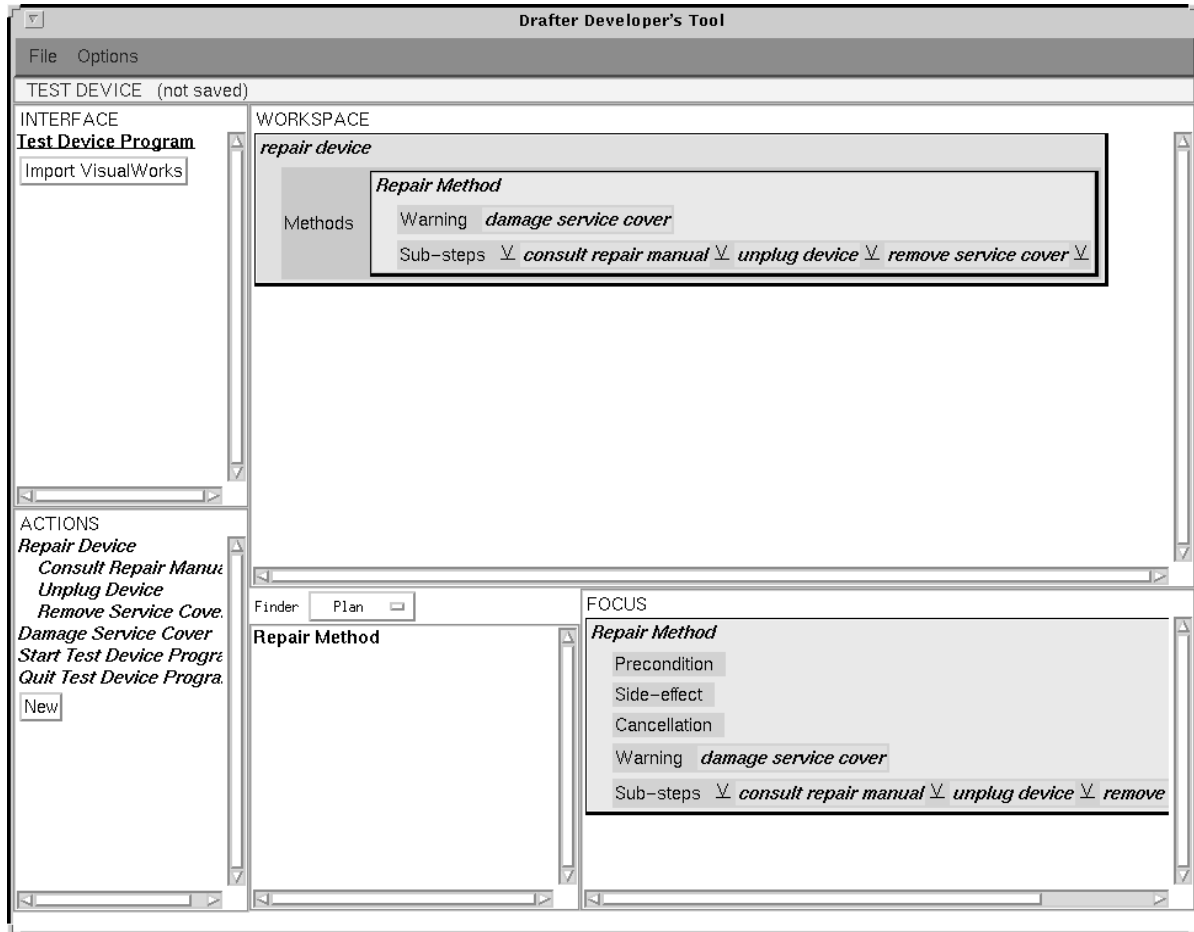 Drafter Developer's Tool
File Options
TEST DEVICE (not saved)
INTERFACE
Test Device Program
Import VisualWorks
WORKSPACE
repair device
Methods
Repair Method
Warning damage service cover
Sub-steps V consult repair manual V unplug device V remove service cover V
ACTIONS
Repair Device
Consult Repair Manua
Unplug Device
Remove Service Cove
Damage Service Cover
Start Test Device Progra
Quit Test Device Progra
New
Finder Plan
Repair Method
FOCUS
Repair Method
Precondition
Side-effect
Cancellation
Warning damage service cover
Sub-steps V consult repair manual V unplug device V remove